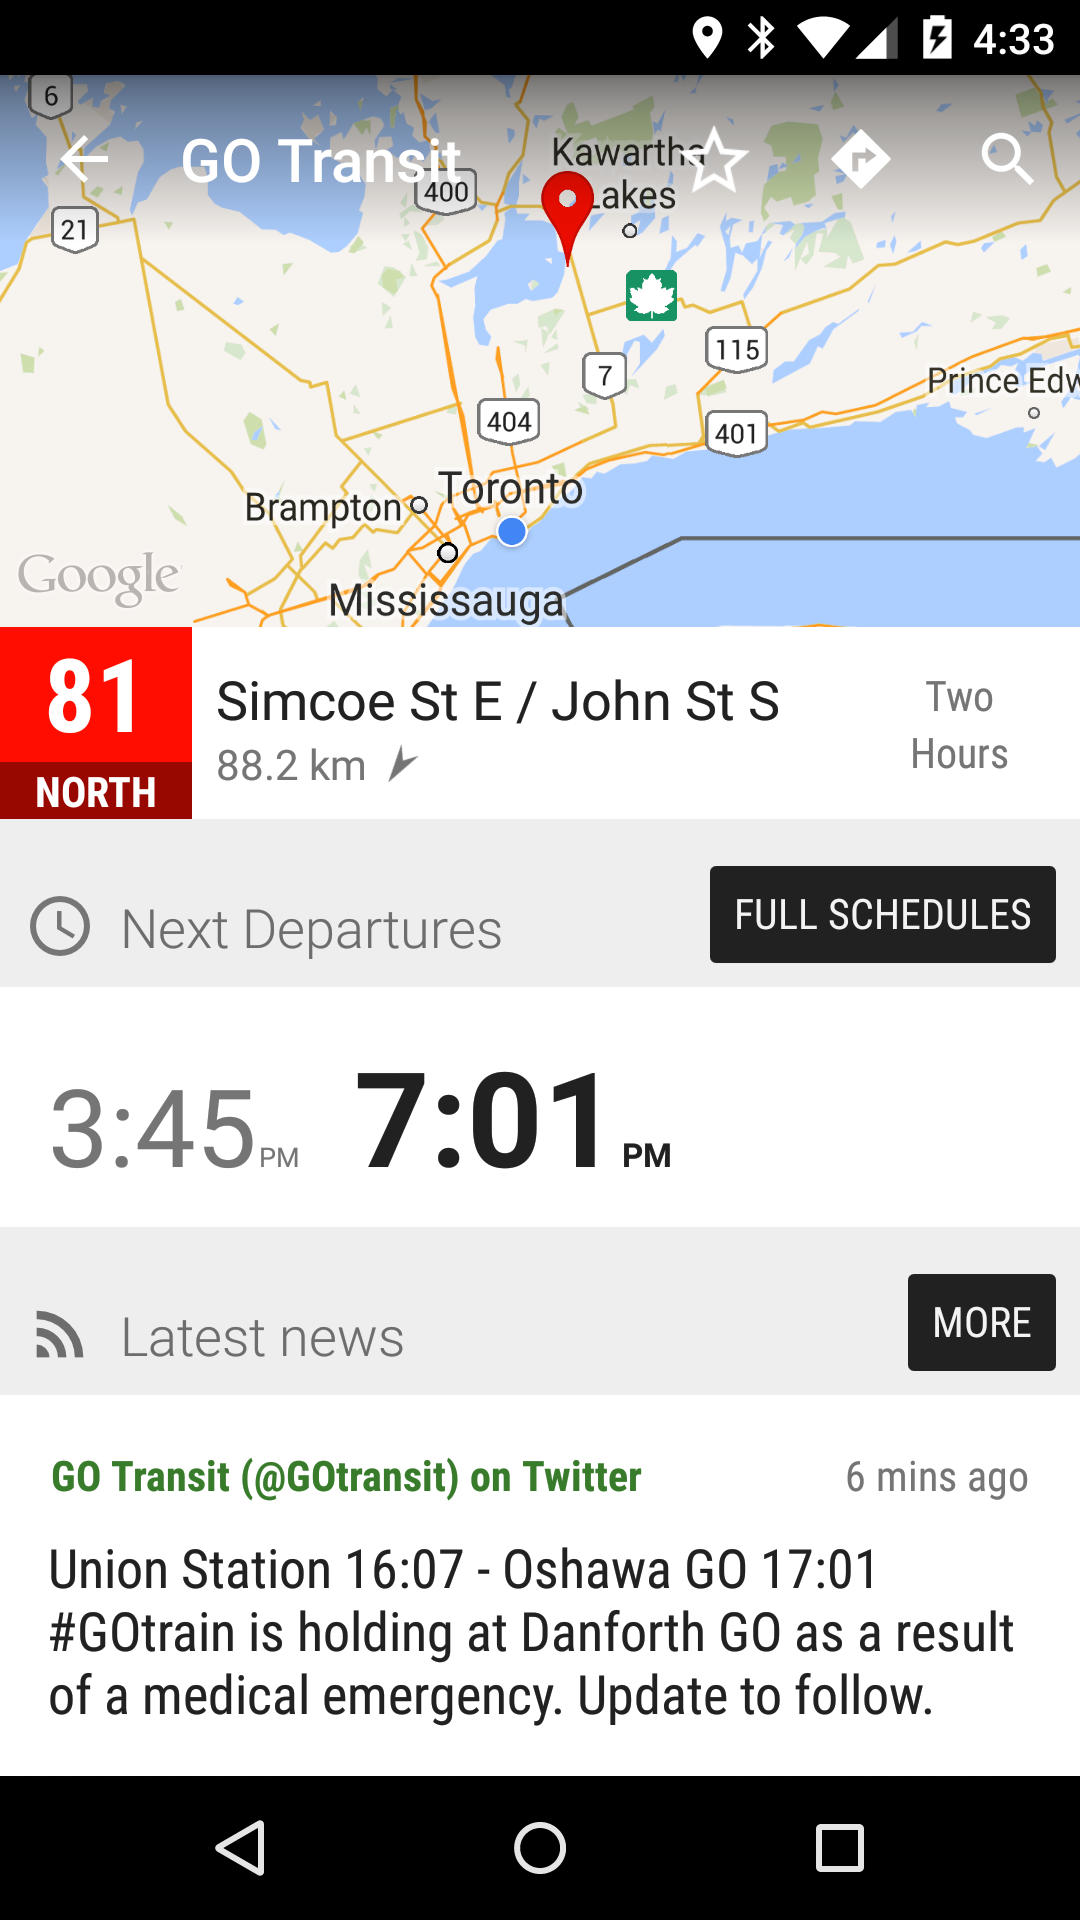 4:33
6
GO Transit
Kawartha
Lakes
400
21
115
7
Prince Edw
404
401
Toronto
Brampton
Google
Mississauga
81
NORTH
Simcoe St E / John St S
88.2 km
Two
Hours
Next Departures
FULL SCHEDULES
3:45 PM 7:01 PM
Latest news
MORE
GO Transit (@GOtransit) on Twitter
6 mins ago
Union Station 16:07 - Oshawa GO 17:01
#GOtrain is holding at Danforth GO as a result
of a medical emergency. Update to follow.